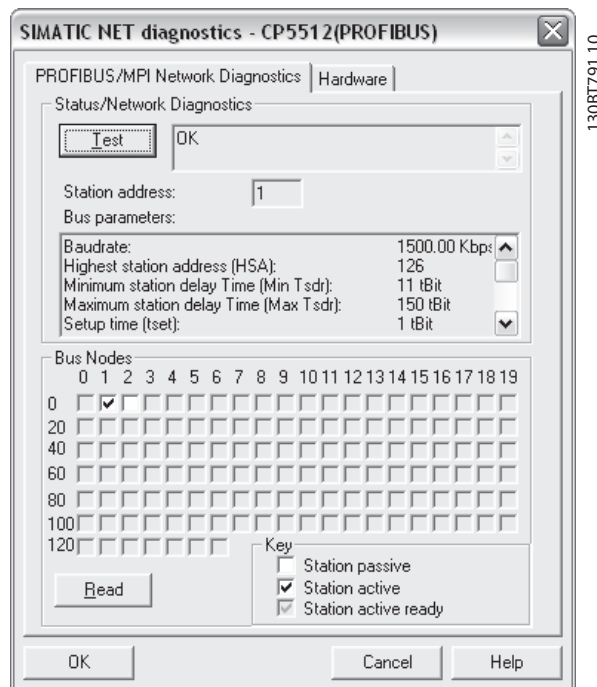 SIMATIC NET diagnostics - CP5512(PROFIBUS)
130BT791.10
PROFIBUS/MPI Network Diagnostics
Hardware
Status/Network Diagnostics
Test
OK
Station address: 1
Bus parameters:
Baudrate: 1500.00 Kbps
Highest station address (HSA): 126
Minimum station delay Time (Min Tsdr): 11 tBit
Maximum station delay Time (Max Tsdr): 150 tBit
Setup time (tset): 1 tBit
Bus Nodes
0 1 2 3 4 5 6 7 8 9 10 11 12 13 14 15 16 17 18 19
0
20
40
60
80
100
120
Key
Station passive
Station active
Station active ready
Read
OK
Cancel
Help